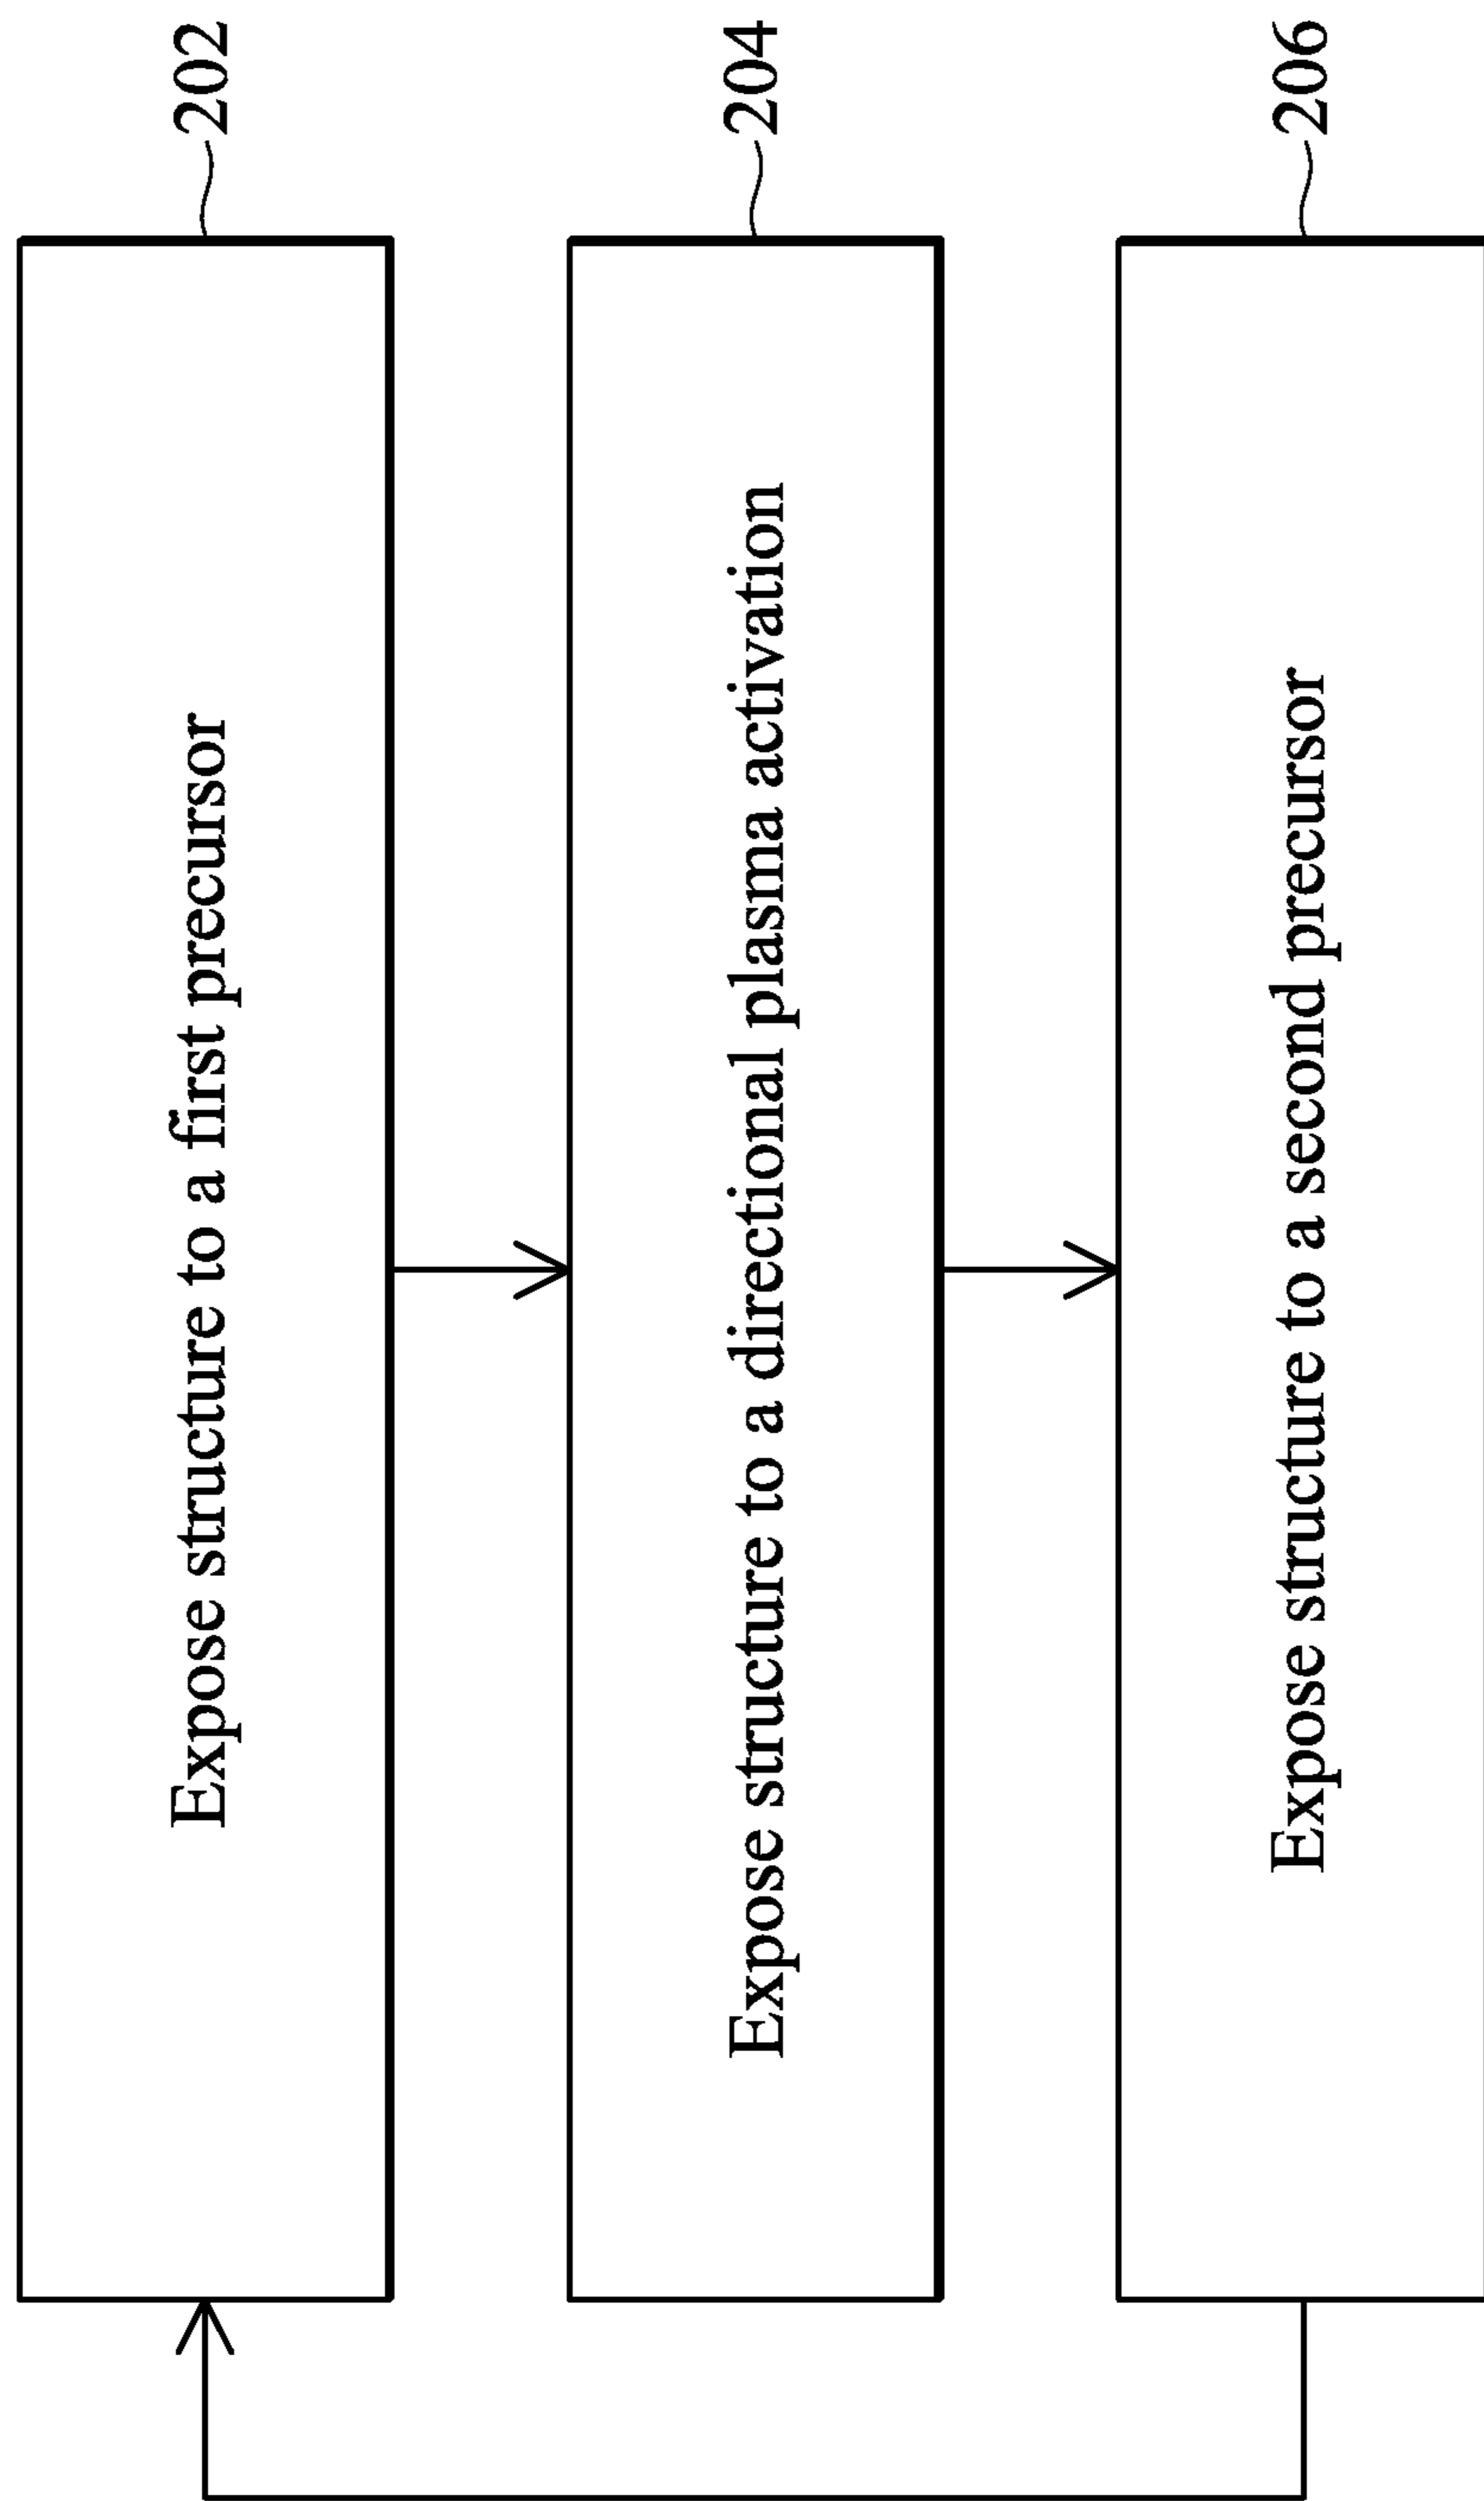 Expose structure to a first precursor
202
Expose structure to a directional plasma activation
204
Expose structure to a second precursor
206